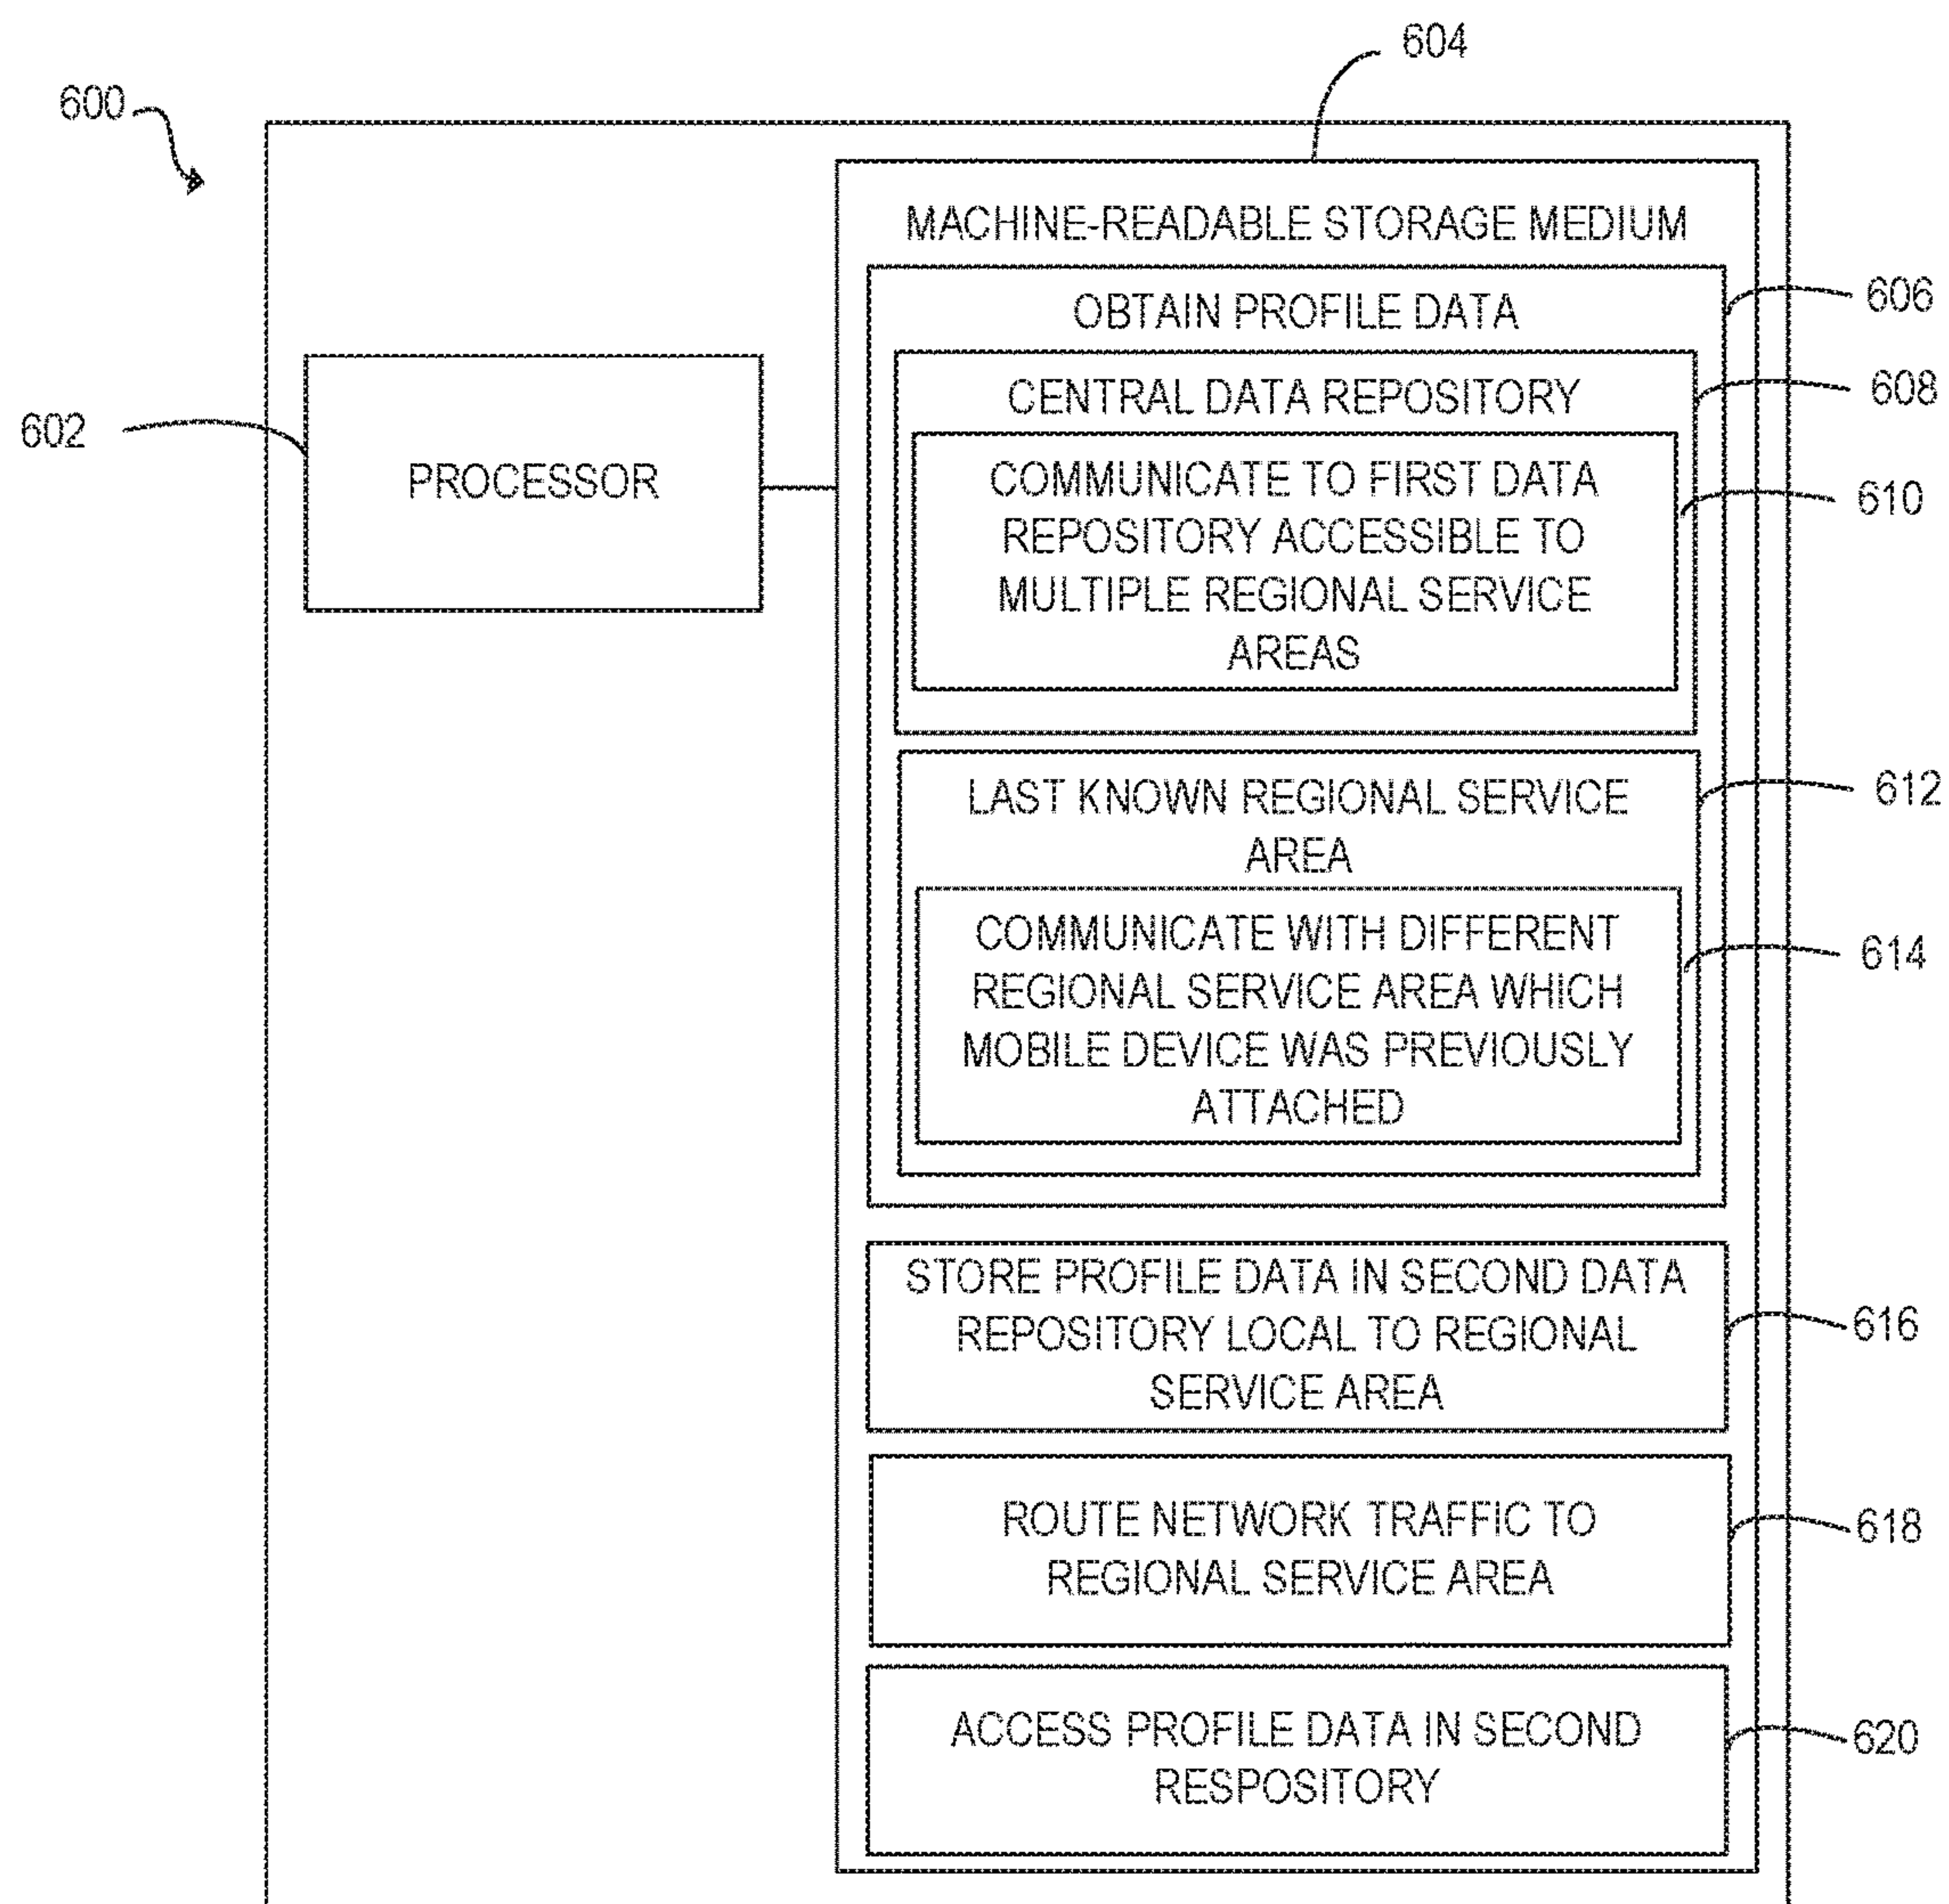 604
600
MACHINE-READABLE STORAGE MEDIUM
OBTAIN PROFILE DATA
606
CENTRAL DATA REPOSITORY
608
602
PROCESSOR
COMMUNICATE TO FIRST DATA
REPOSITORY ACCESSIBLE TO
MULTIPLE REGIONAL SERVICE
AREAS
610
LAST KNOWN REGIONAL SERVICE
AREA
612
COMMUNICATE WITH DIFFERENT
REGIONAL SERVICE AREA WHICH
MOBILE DEVICE WAS PREVIOUSLY
ATTACHED
614
STORE PROFILE DATA IN SECOND DATA
REPOSITORY LOCAL TO REGIONAL
SERVICE AREA
616
ROUTE NETWORK TRAFFIC TO
REGIONAL SERVICE AREA
618
ACCESS PROFILE DATA IN SECOND
RESPOSITORY
620